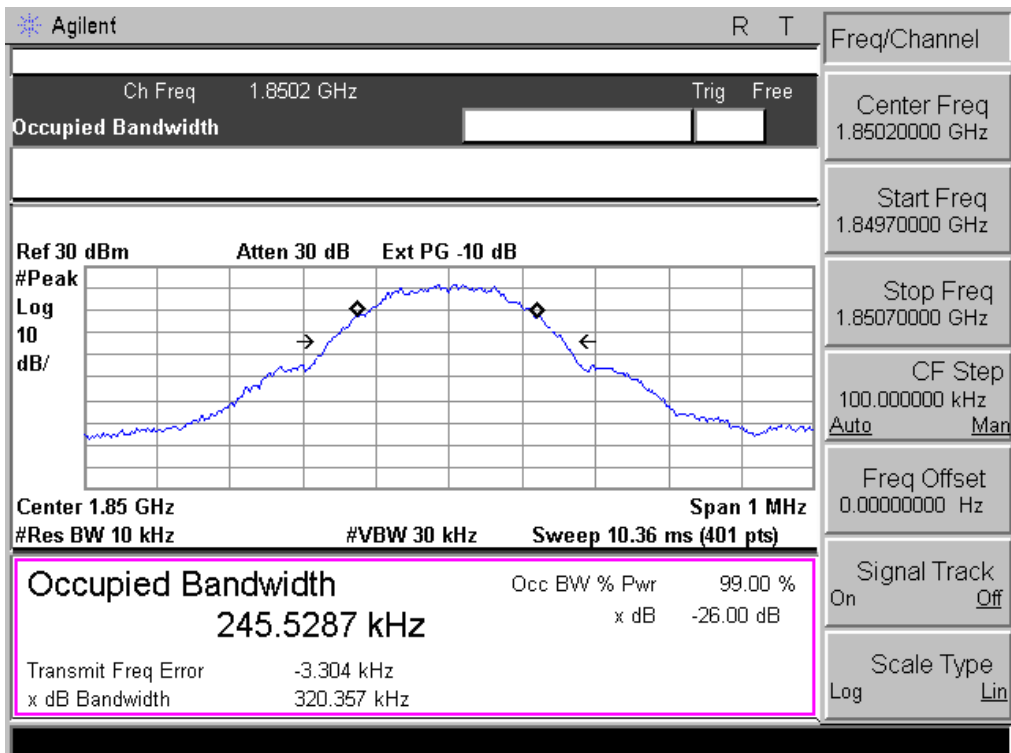 Agilent R T
Freq/Channel
Ch Freq 1.8502 GHz Trig Free
Occupied Bandwidth
Center Freq
1.85020000 GHz
Start Freq
1.84970000 GHz
Stop Freq
1.85070000 GHz
CF Step
100.000000 kHz
Auto Man
Freq Offset
0.00000000 Hz
Signal Track
On Off
Scale Type
Log Lin
Ref 30 dBm Atten 30 dB Ext PG -10 dB
#Peak
Log
10
dB/
Center 1.85 GHz Span 1 MHz
#Res BW 10 kHz #VBW 30 kHz Sweep 10.36 ms (401 pts)
Occupied Bandwidth Occ BW % Pwr 99.00 %
245.5287 kHz x dB -26.00 dB
Transmit Freq Error -3.304 kHz
x dB Bandwidth 320.357 kHz